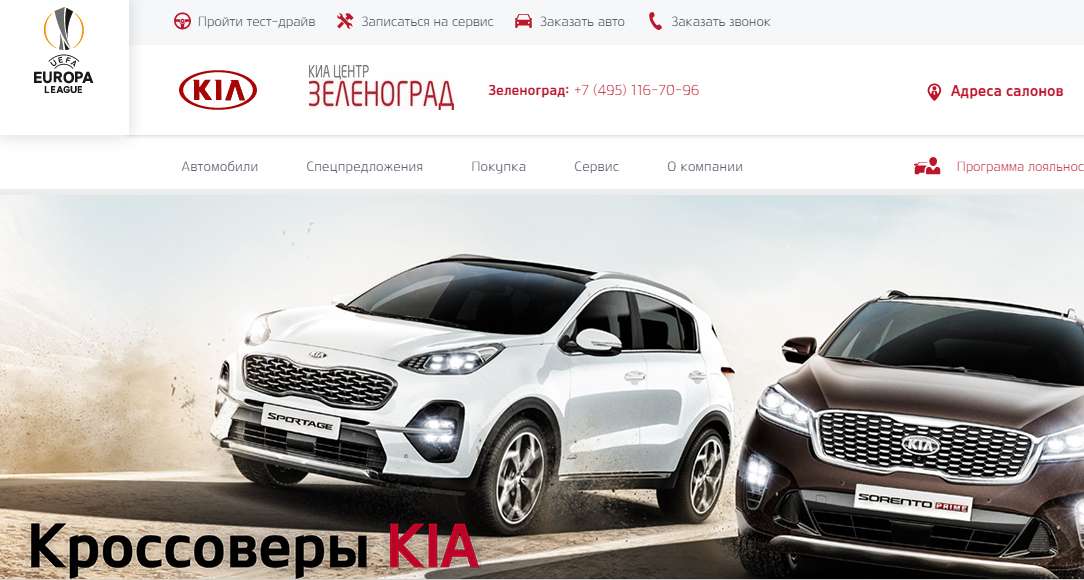 Пройти тест-драйв
Записаться на сервис
Заказать авто
Заказать звонок
UEFA
EUROPA
LEAGUE
KIA
КИА ЦЕНТР
ЗЕЛЕНОГРАД
Зеленоград: +7 (495) 116-70-96
Адреса салонов
Автомобили
Спецпредложения
Покупка
Сервис
О компании
Программа лояльнос
KIA
SPORTAGE
KIA
SORENTO PRIME
Кроссоверы KIA